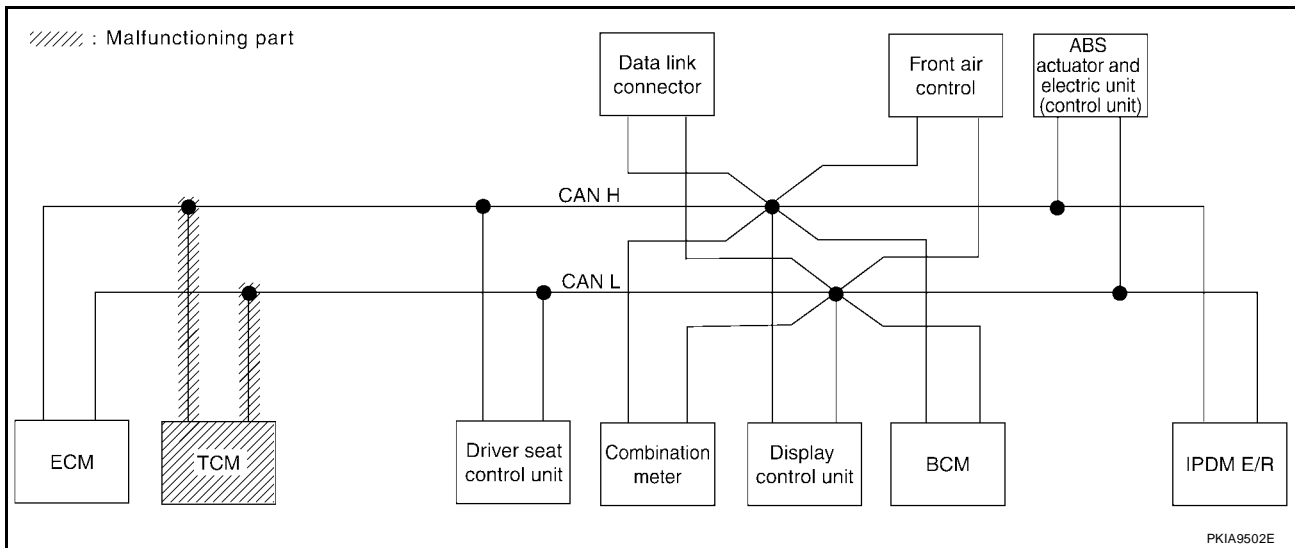 : Malfunctioning part
Data link
connector
Front air
control
ABS
actuator and
electric unit
(control unit)
CAN H
CAN L
ECM
TCM
Driver seat
control unit
Combination
meter
Display
control unit
BCM
IPDM E/R
PKIA9502E